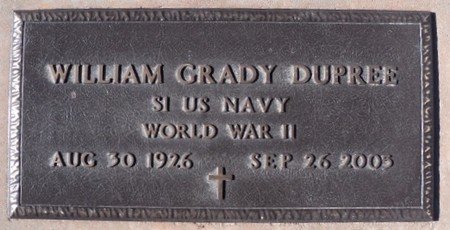 WILLIAM GRADY DUPREE
S1 US NAVY
WORLD WAR II
AUG 30 1926 SEP 26 2003